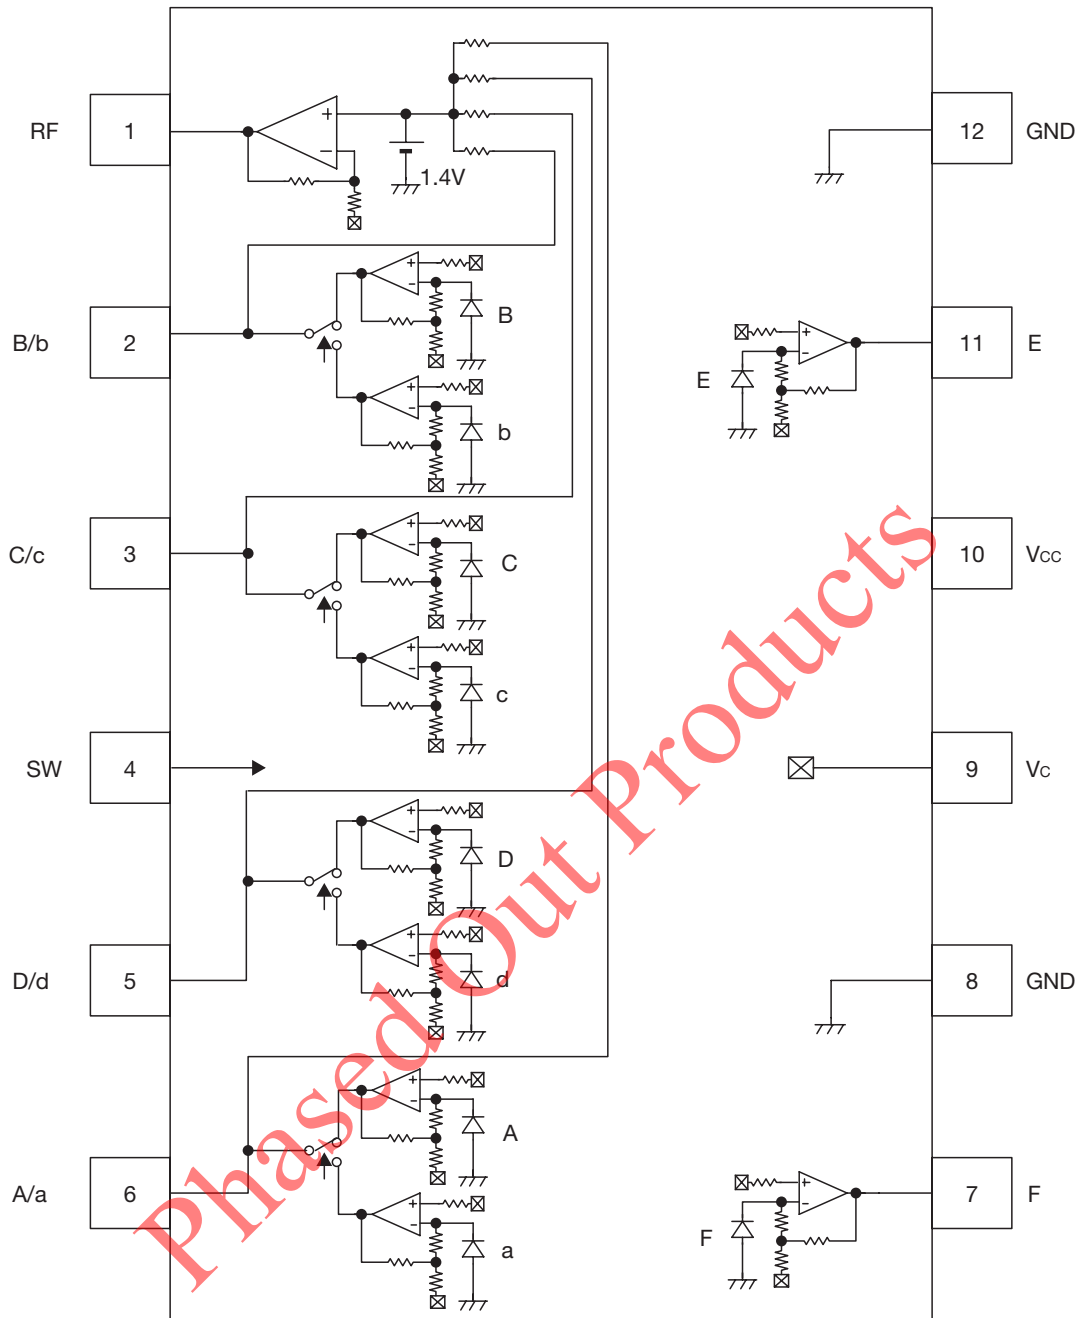 RF 1
1.4V
12 GND
B/b 2
B
b
11 E
E
C/c 3
C
c
10 VCC
SW 4
9 VC
D/d 5
D
d
8 GND
A/a 6
A
a
7 F
F
+
−
Phased Out Products